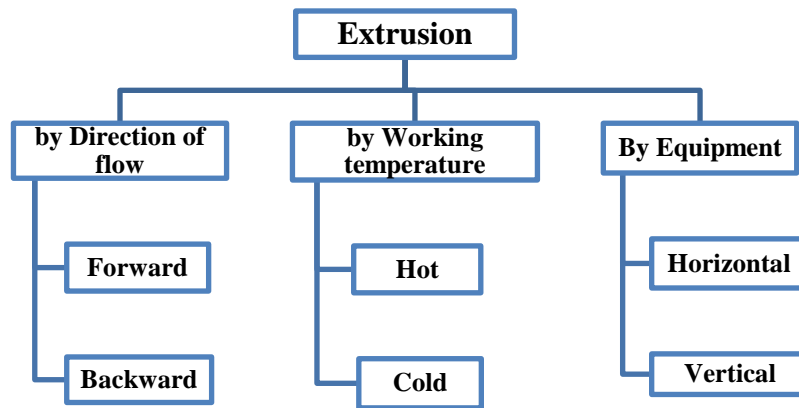 Extrusion
by Direction of
flow
by Working
temperature
By Equipment
Forward
Hot
Horizontal
Backward
Cold
Vertical